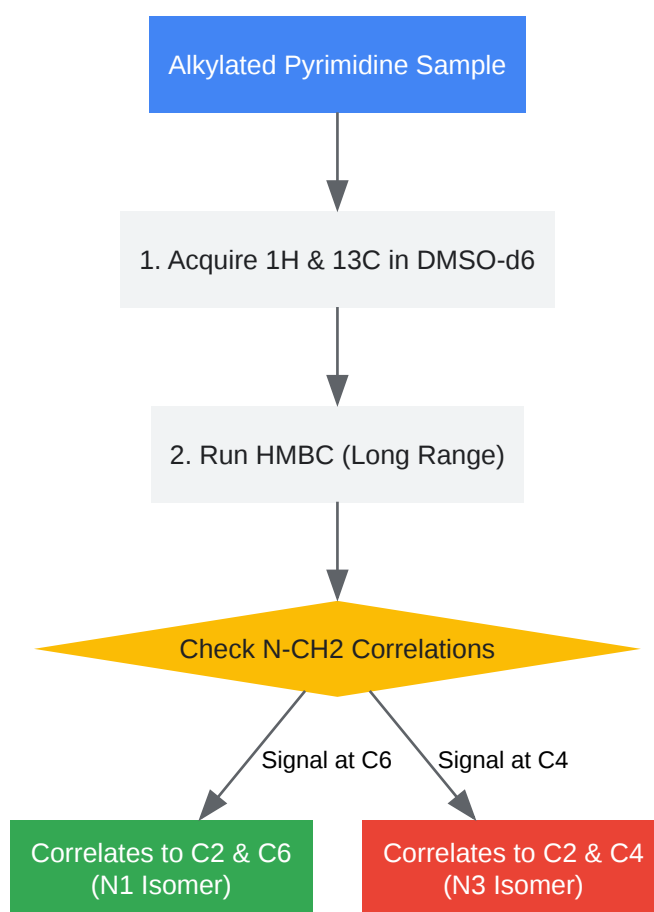 Alkylated Pyrimidine Sample
1. Acquire 1H & 13C in DMSO-d6
2. Run HMBC (Long Range)
Check N-CH2 Correlations
Signal at C6
Signal at C4
Correlates to C2 & C6
(N1 Isomer)
Correlates to C2 & C4
(N3 Isomer)